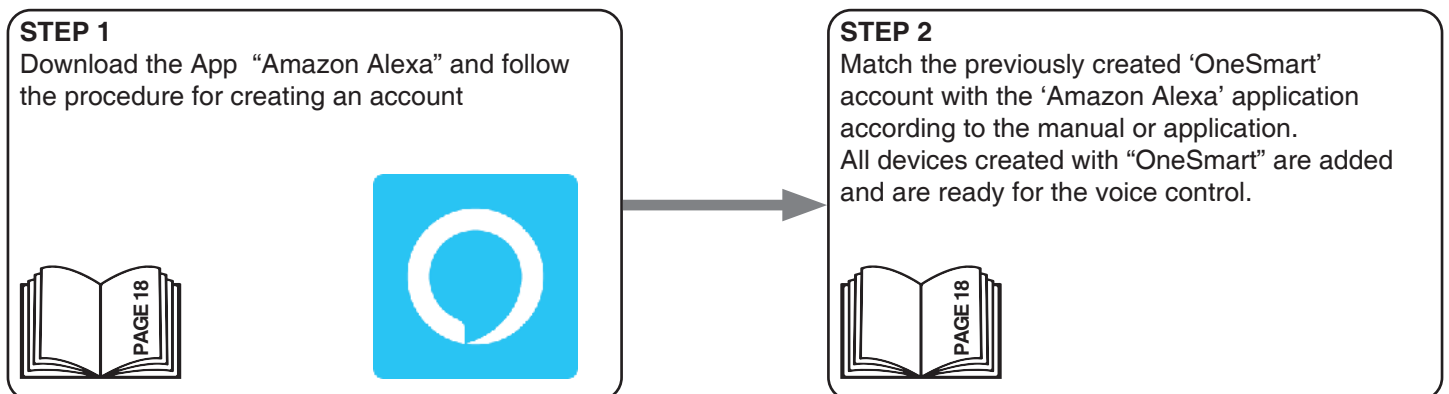 STEP 1
Download the App “Amazon Alexa” and follow
the procedure for creating an account
PAGE 18
STEP 2
Match the previously created ‘OneSmart’
account with the ‘Amazon Alexa’ application
according to the manual or application.
All devices created with “OneSmart” are added
and are ready for the voice control.
PAGE 18